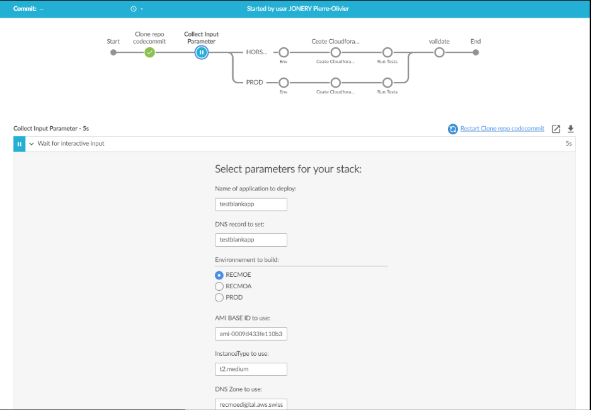 Commit: –
Started by user JONERY Pierre-Olivier
Clone repo codecommit
Collect Input Parameter
Start
HORS...
Ceate Cloudfora...
validate
End
Env
Ceate Cloudfora...
Run Tests
PROD
Env
Ceate Cloudfora...
Run Tests
Collect Input Parameter - 5s
Restart Clone repo codecommit
Wait for interactive input
5s
Select parameters for your stack:
Name of application to deploy:
testblankapp
DNS record to set:
testblankapp
Environnement to build:
RECMOE
RECMOA
PROD
AMI BASE ID to use:
ami-0009d433fe110b3
InstanceType to use:
t2.medium
DNS Zone to use:
recmoedigital.aws.swiss